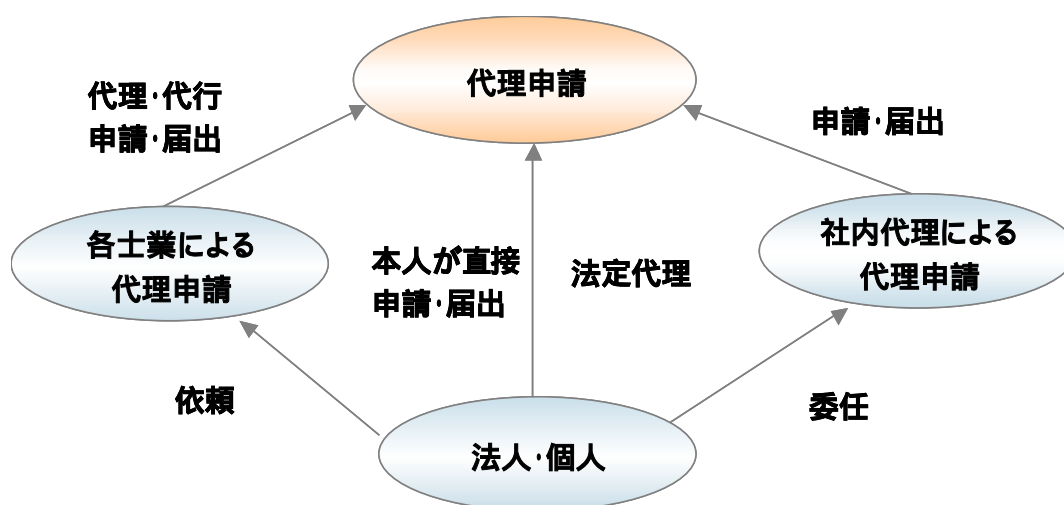 代理申請
代理・代行
申請・届出
申請・届出
各士業による
代理申請
本人が直接
申請・届出
法定代理
社内代理による
代理申請
依頼
委任
法人・個人